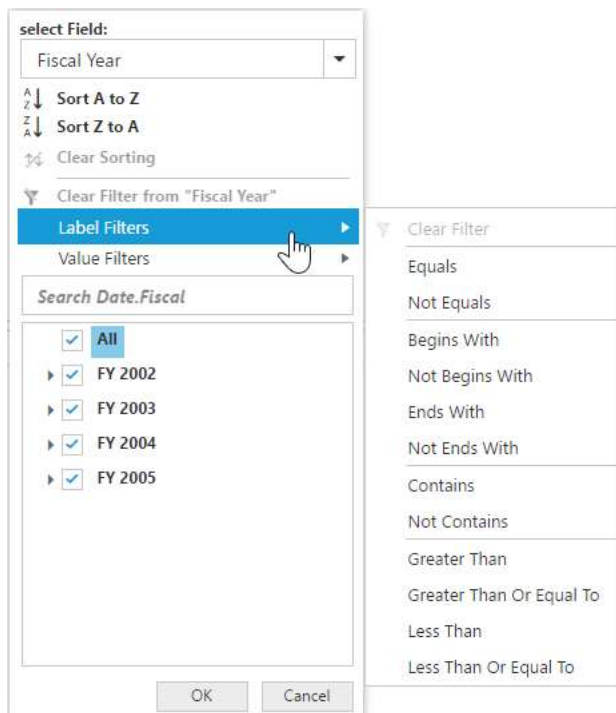 select Field:
Fiscal Year
Sort A to Z
Sort Z to A
Clear Sorting
Clear Filter from "Fiscal Year"
Label Filters
Value Filters
Search Date.Fiscal
All
FY 2002
FY 2003
FY 2004
FY 2005
OK Cancel
Clear Filter
Equals
Not Equals
Begins With
Not Begins With
Ends With
Not Ends With
Contains
Not Contains
Greater Than
Greater Than Or Equal To
Less Than
Less Than Or Equal To